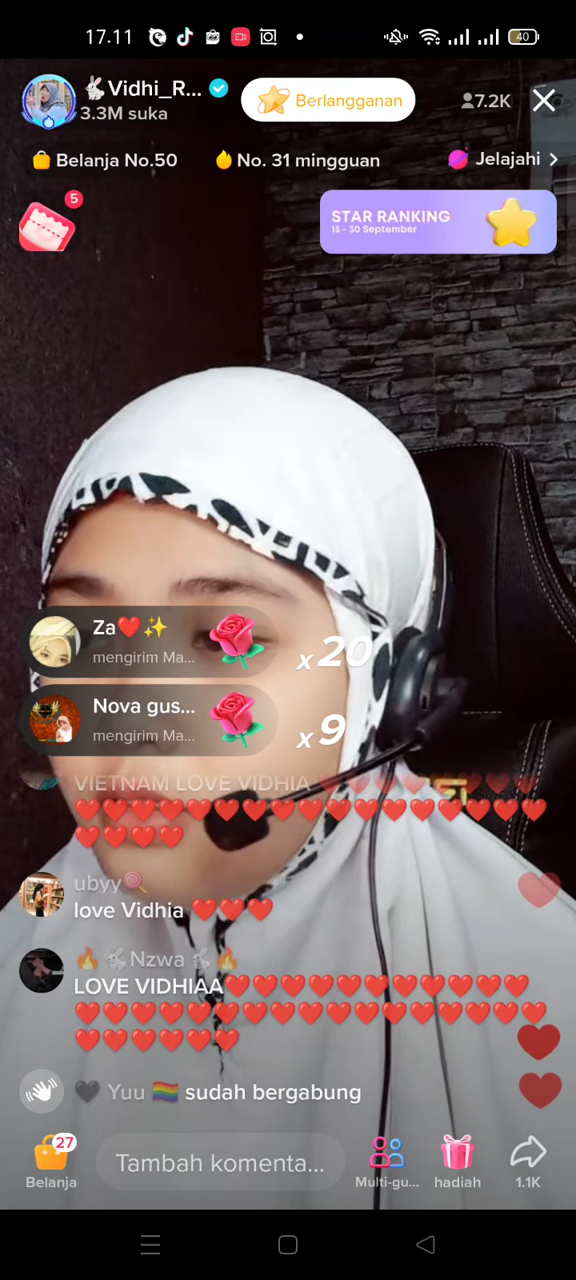 17.11
40
🐇Vidhi_R...
3.3M suka
Berlangganan
7.2K
Belanja No.50
No. 31 mingguan
Jelajahi
5
STAR RANKING
15 - 30 September
Za❤️✨
mengirim Ma...
x20
Nova gus...
mengirim Ma...
x9
VIETNAM LOVE VIDHIA
ubyy🍭
love Vidhia ❤️❤️❤️
🔥🐇Nzwa🐇🔥
LOVE VIDHIAA❤️❤️❤️❤️❤️❤️❤️❤️❤️❤️❤️
❤️❤️❤️❤️❤️❤️❤️❤️❤️❤️❤️❤️❤️❤️❤️❤️❤️
❤️❤️❤️❤️❤️❤️
🖤 Yuu 🏳️‍🌈 sudah bergabung
27
Belanja
Tambah komenta...
Multi-gu...
hadiah
1.1K